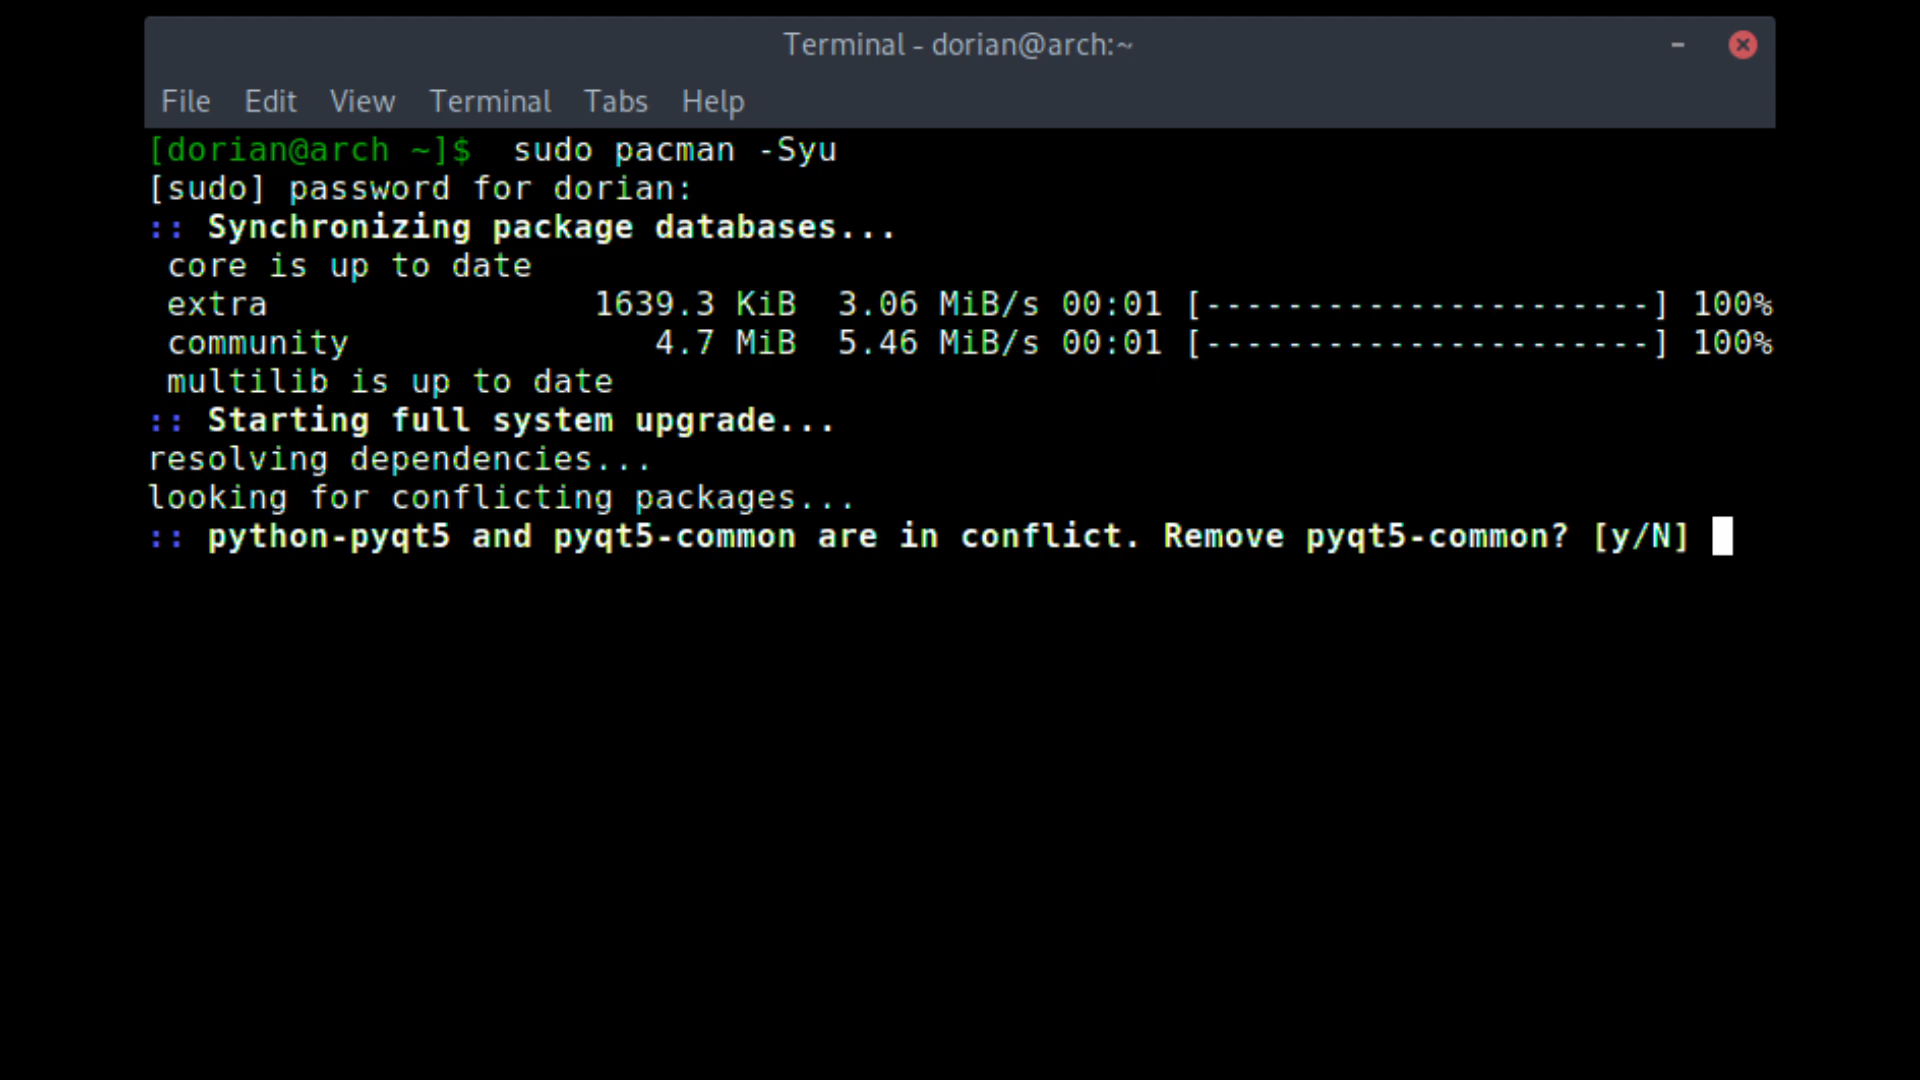 Terminal - dorian@arch:~
File Edit View Terminal Tabs Help
[dorian@arch ~]$  sudo pacman -Syu
[sudo] password for dorian:
:: Synchronizing package databases...
 core is up to date
 extra                1639.3 KiB  3.06 MiB/s 00:01 [----------------------] 100%
 community               4.7 MiB  5.46 MiB/s 00:01 [----------------------] 100%
 multilib is up to date
:: Starting full system upgrade...
resolving dependencies...
looking for conflicting packages...
:: python-pyqt5 and pyqt5-common are in conflict. Remove pyqt5-common? [y/N]